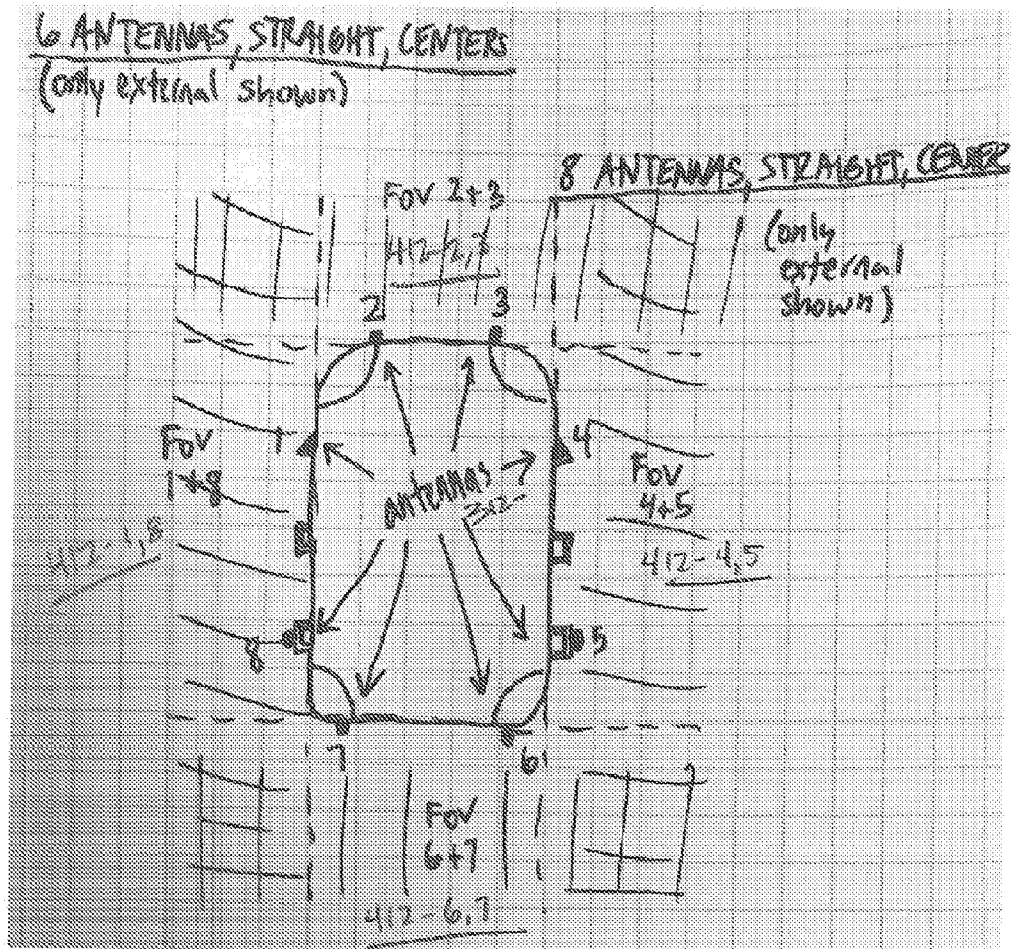 6 ANTENNAS, STRAIGHT, CENTERS
(only external shown)
8 ANTENNAS, STRAIGHT, CENTER
(only
external
shown)
FOV 2+3
412-2,3
2
3
1
4
FOV
1+8
antennas
312-
FOV
4+5
412-1,8
412-4,5
8
5
7
6
FOV
6+7
412-6,7